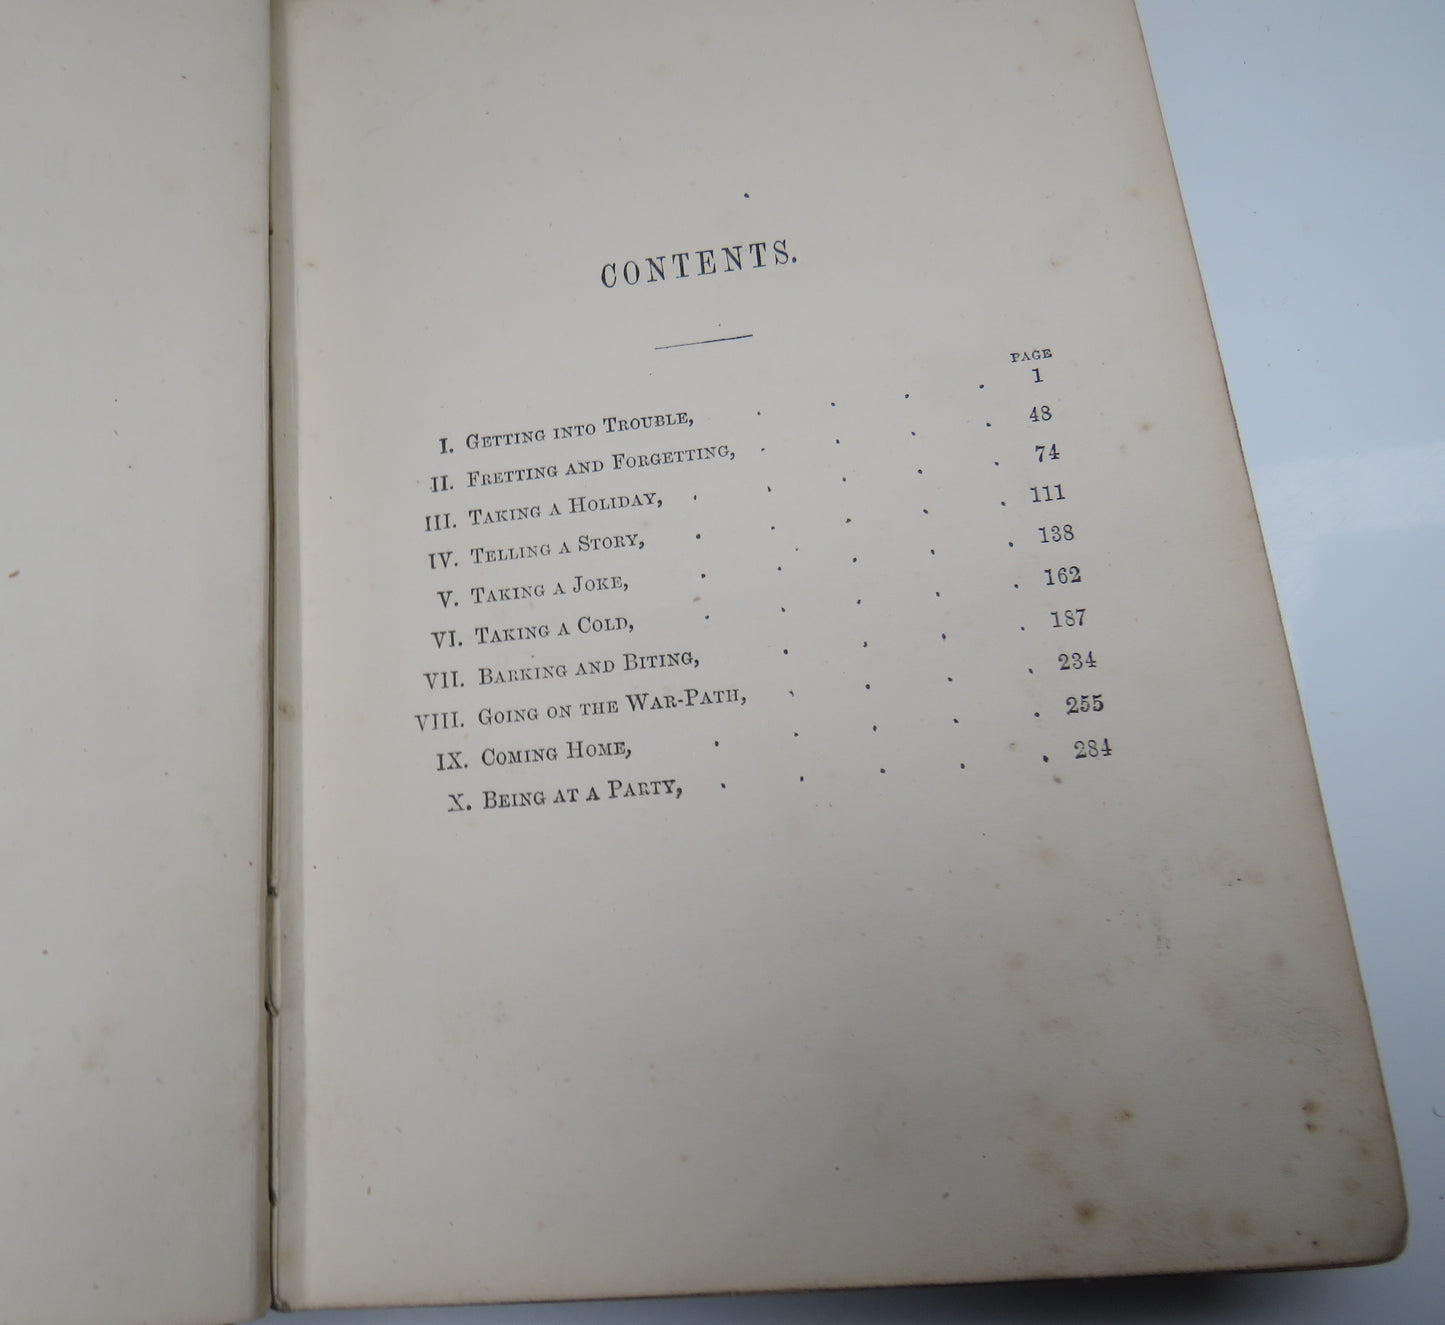 CONTENTS.
PAGE
I. GETTING INTO TROUBLE, . . . . 1
II. FRETTING AND FORGETTING, . . . . 48
III. TAKING A HOLIDAY, . . . . . 74
IV. TELLING A STORY, . . . . . 111
V. TAKING A JOKE, . . . . . 138
VI. TAKING A COLD, . . . . . 162
VII. BARKING AND BITING, . . . . 187
VIII. GOING ON THE WAR-PATH, . . . . 234
IX. COMING HOME, . . . . . 255
X. BEING AT A PARTY, . . . . . 284